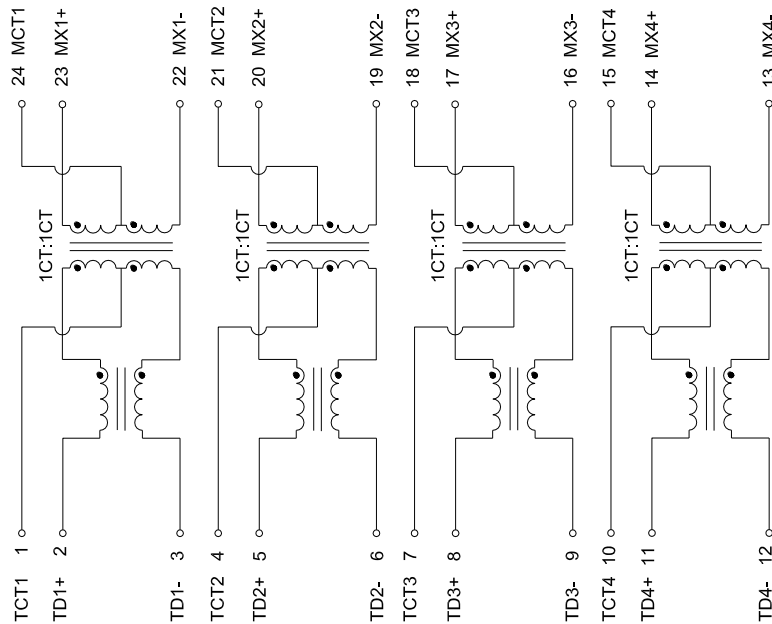 24 MCT1
23 MX1+
22 MX1-
21 MCT2
20 MX2+
19 MX2-
18 MCT3
17 MX3+
16 MX3-
15 MCT4
14 MX4+
13 MX4-
1CT:1CT
1CT:1CT
1CT:1CT
1CT:1CT
TCT1 1
TD1+ 2
TD1- 3
TCT2 4
TD2+ 5
TD2- 6
TCT3 7
TD3+ 8
TD3- 9
TCT4 10
TD4+ 11
TD4- 12